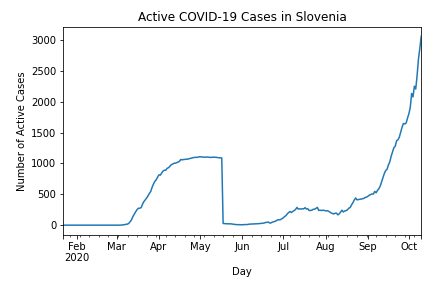 Active COVID-19 Cases in Slovenia
Number of Active Cases
3000
2500
2000
1500
1000
500
0
Feb Mar Apr May Jun Jul Aug Sep Oct
2020
Day